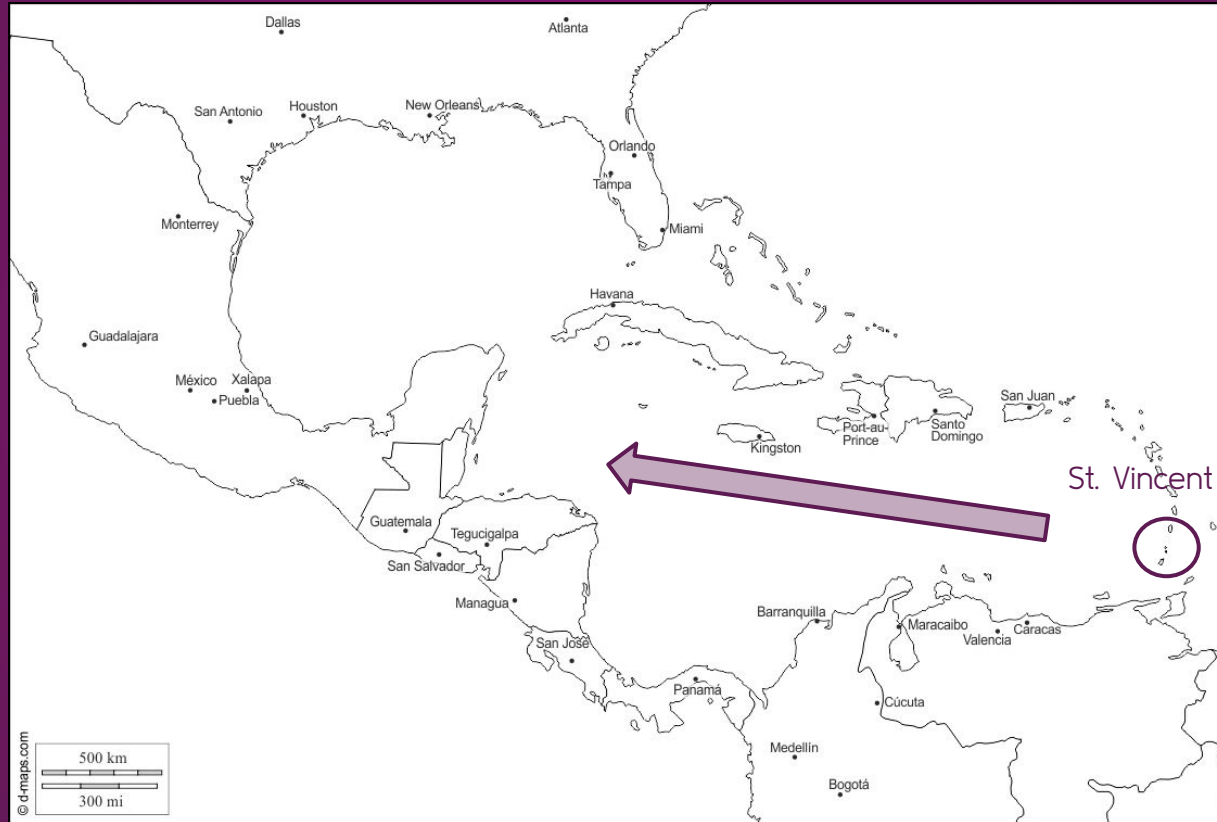 Dallas
Atlanta
San Antonio
Houston
New Orleans
Orlando
Tampa
Monterrey
Miami
Havana
Guadalajara
México
Xalapa
Puebla
San Juan
Port-au-
Prince
Santo
Domingo
Kingston
St. Vincent
Guatemala
Tegucigalpa
San Salvador
Managua
Barranquilla
Maracaibo
Valencia
Caracas
San José
Panamá
Cúcuta
Medellín
Bogotá
500 km
300 mi
© d-maps.com